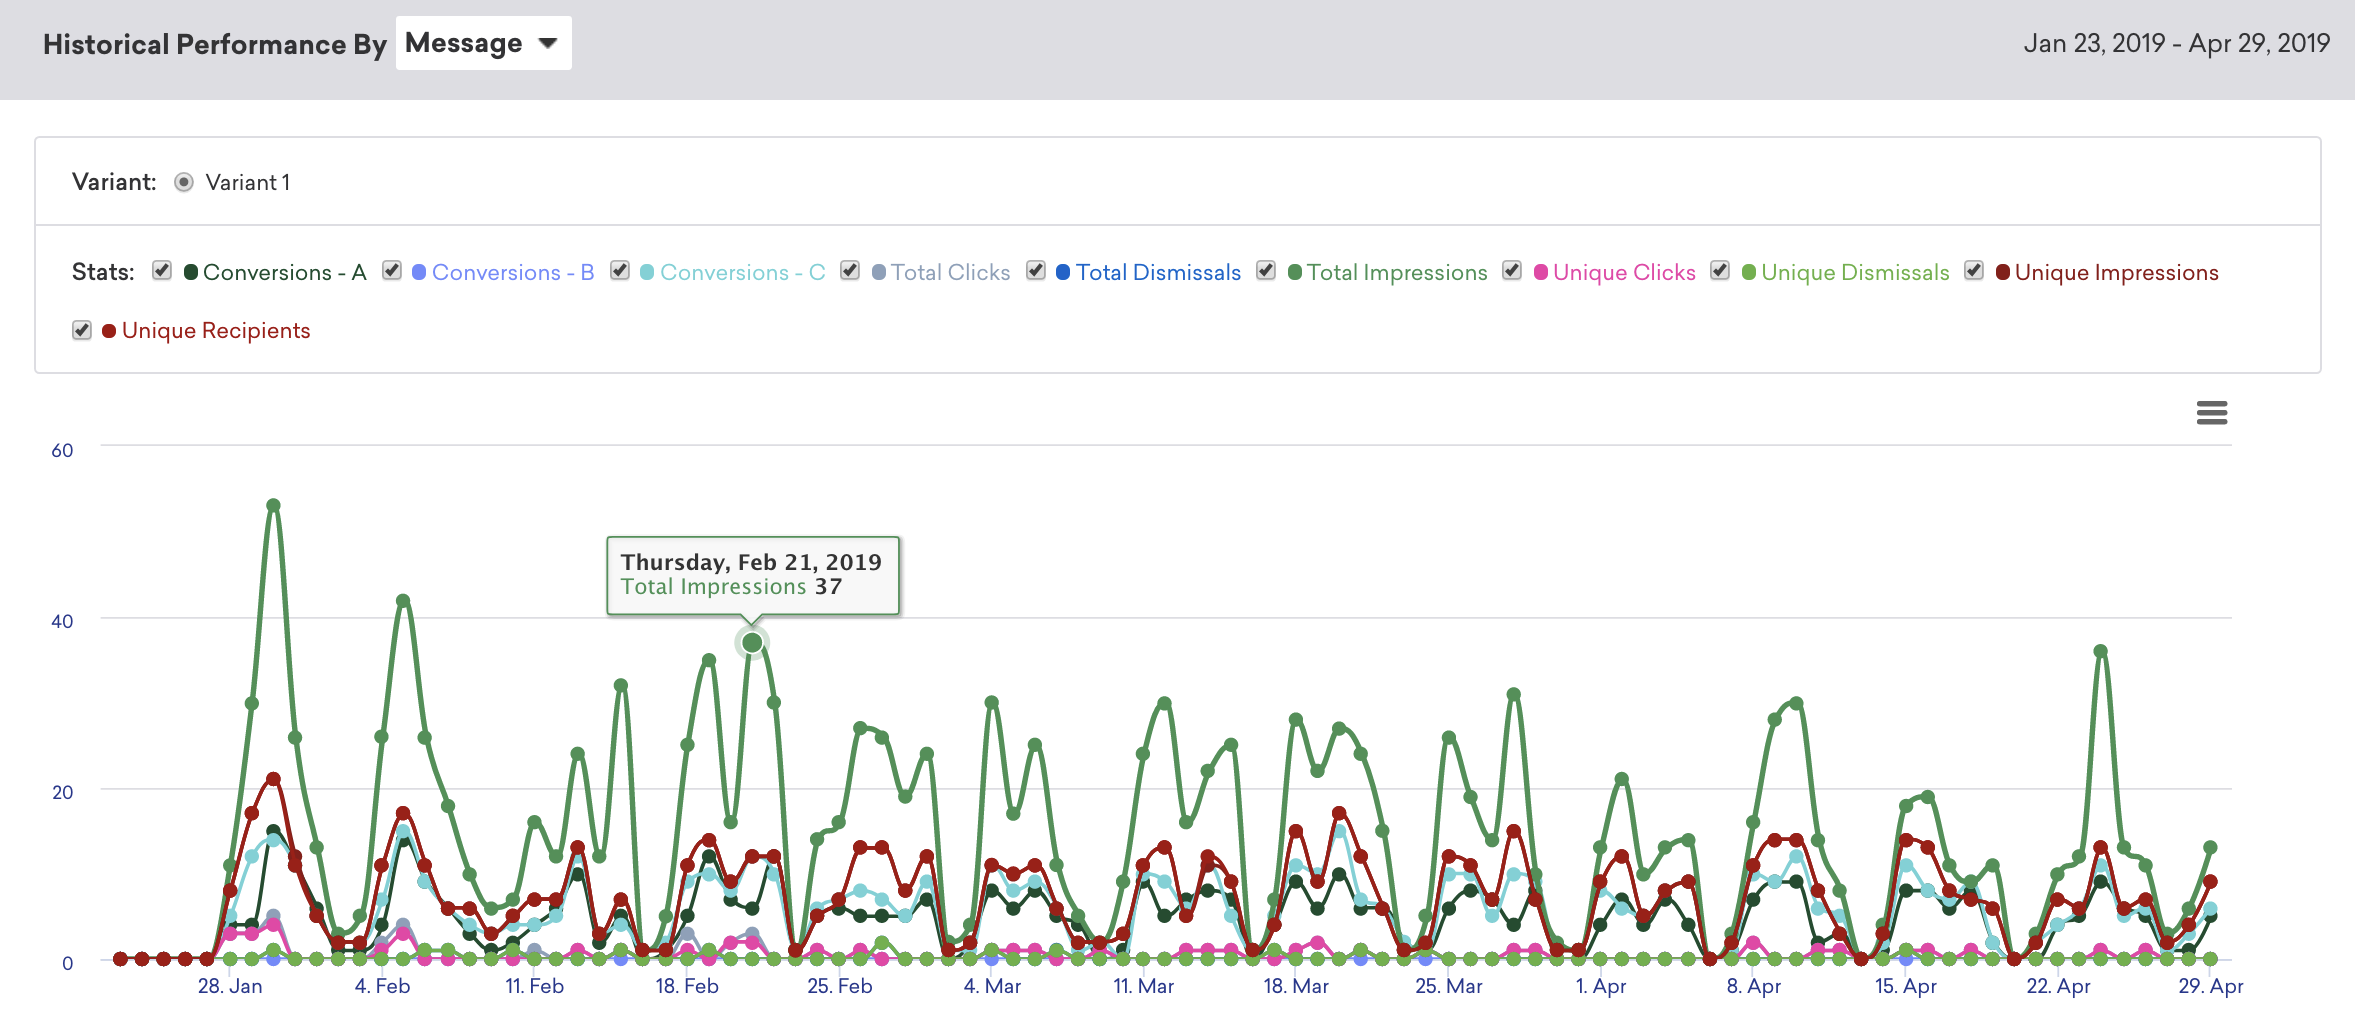 Historical Performance By Message
Jan 23, 2019 - Apr 29, 2019
Variant: Variant 1
Stats: Conversions - A Conversions - B Conversions - C Total Clicks Total Dismissals Total Impressions Unique Clicks Unique Dismissals Unique Impressions
Unique Recipients
60
40
20
0
Thursday, Feb 21, 2019
Total Impressions 37
28. Jan 4. Feb 11. Feb 18. Feb 25. Feb 4. Mar 11. Mar 18. Mar 25. Mar 1. Apr 8. Apr 15. Apr 22. Apr 29. Apr